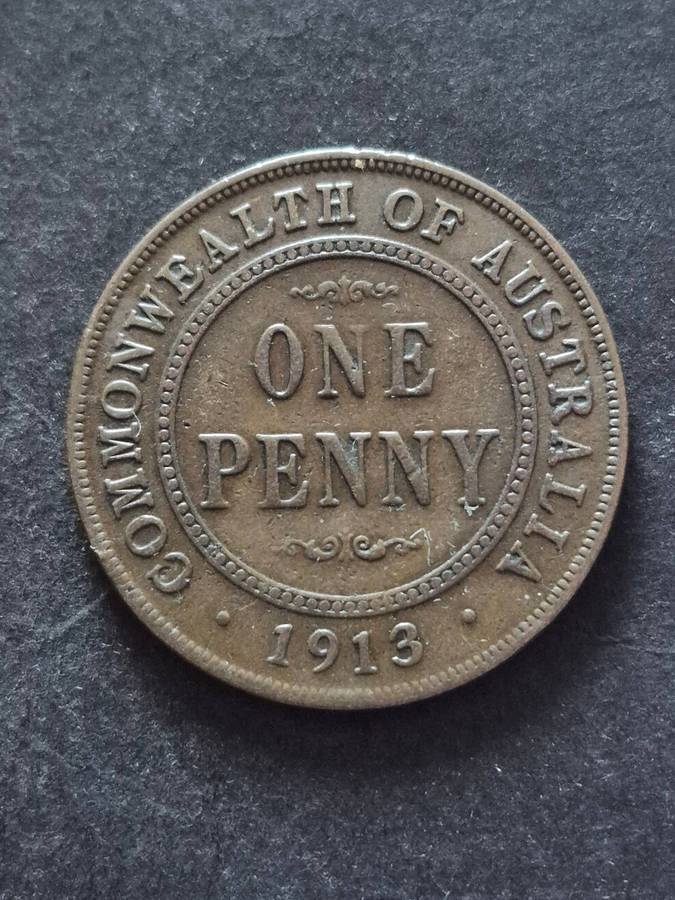 COMMONWEALTH OF AUSTRALIA
ONE
PENNY
· 1913 ·